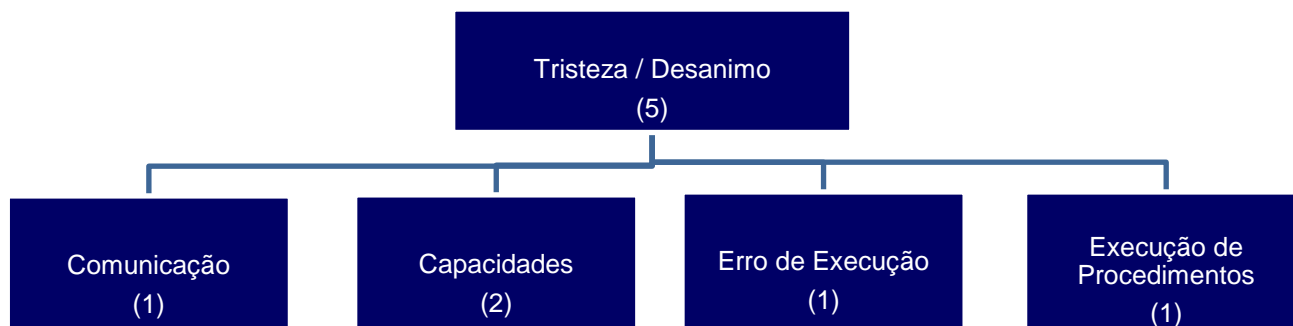 Tristeza / Desanimo
(5)
Comunicação
(1)
Capacidades
(2)
Erro de Execução
(1)
Execução de
Procedimentos
(1)